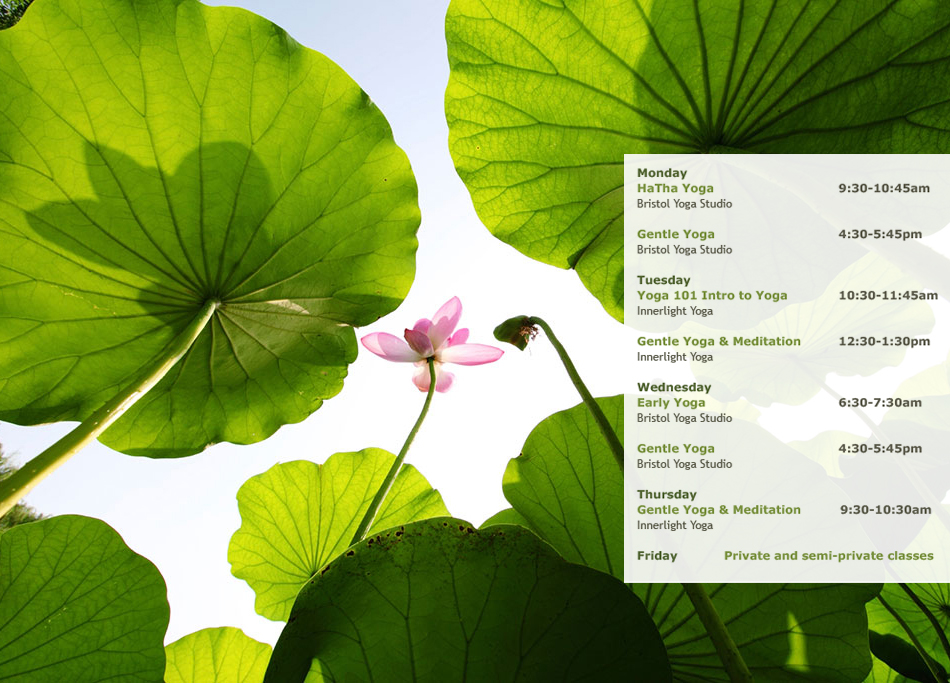 Monday
HaTha Yoga 9:30-10:45am
Bristol Yoga Studio
Gentle Yoga 4:30-5:45pm
Bristol Yoga Studio
Tuesday
Yoga 101 Intro to Yoga 10:30-11:45am
Innerlight Yoga
Gentle Yoga & Meditation 12:30-1:30pm
Innerlight Yoga
Wednesday
Early Yoga 6:30-7:30am
Bristol Yoga Studio
Gentle Yoga 4:30-5:45pm
Bristol Yoga Studio
Thursday
Gentle Yoga & Meditation 9:30-10:30am
Innerlight Yoga
Friday Private and semi-private classes